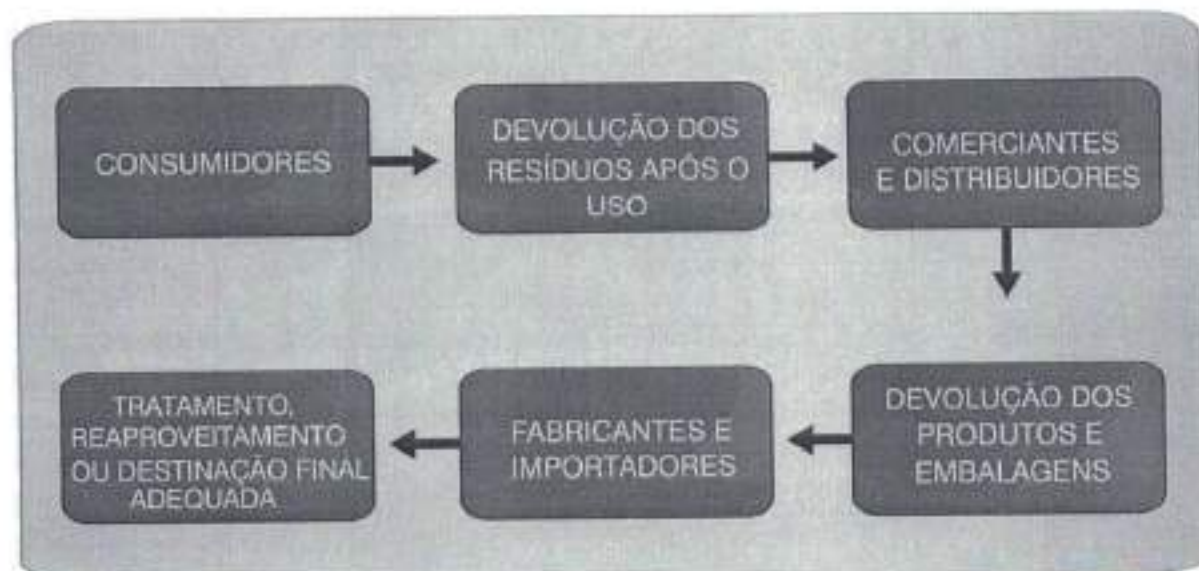 CONSUMIDORES
DEVOLUÇÃO DOS
RESÍDUOS APÓS O
USO
COMERCIANTES
E DISTRIBUIDORES
DEVOLUÇÃO DOS
PRODUTOS E
EMBALAGENS
FABRICANTES E
IMPORTADORES
TRATAMENTO,
REAPROVEITAMENTO
OU DESTINAÇÃO FINAL
ADEQUADA